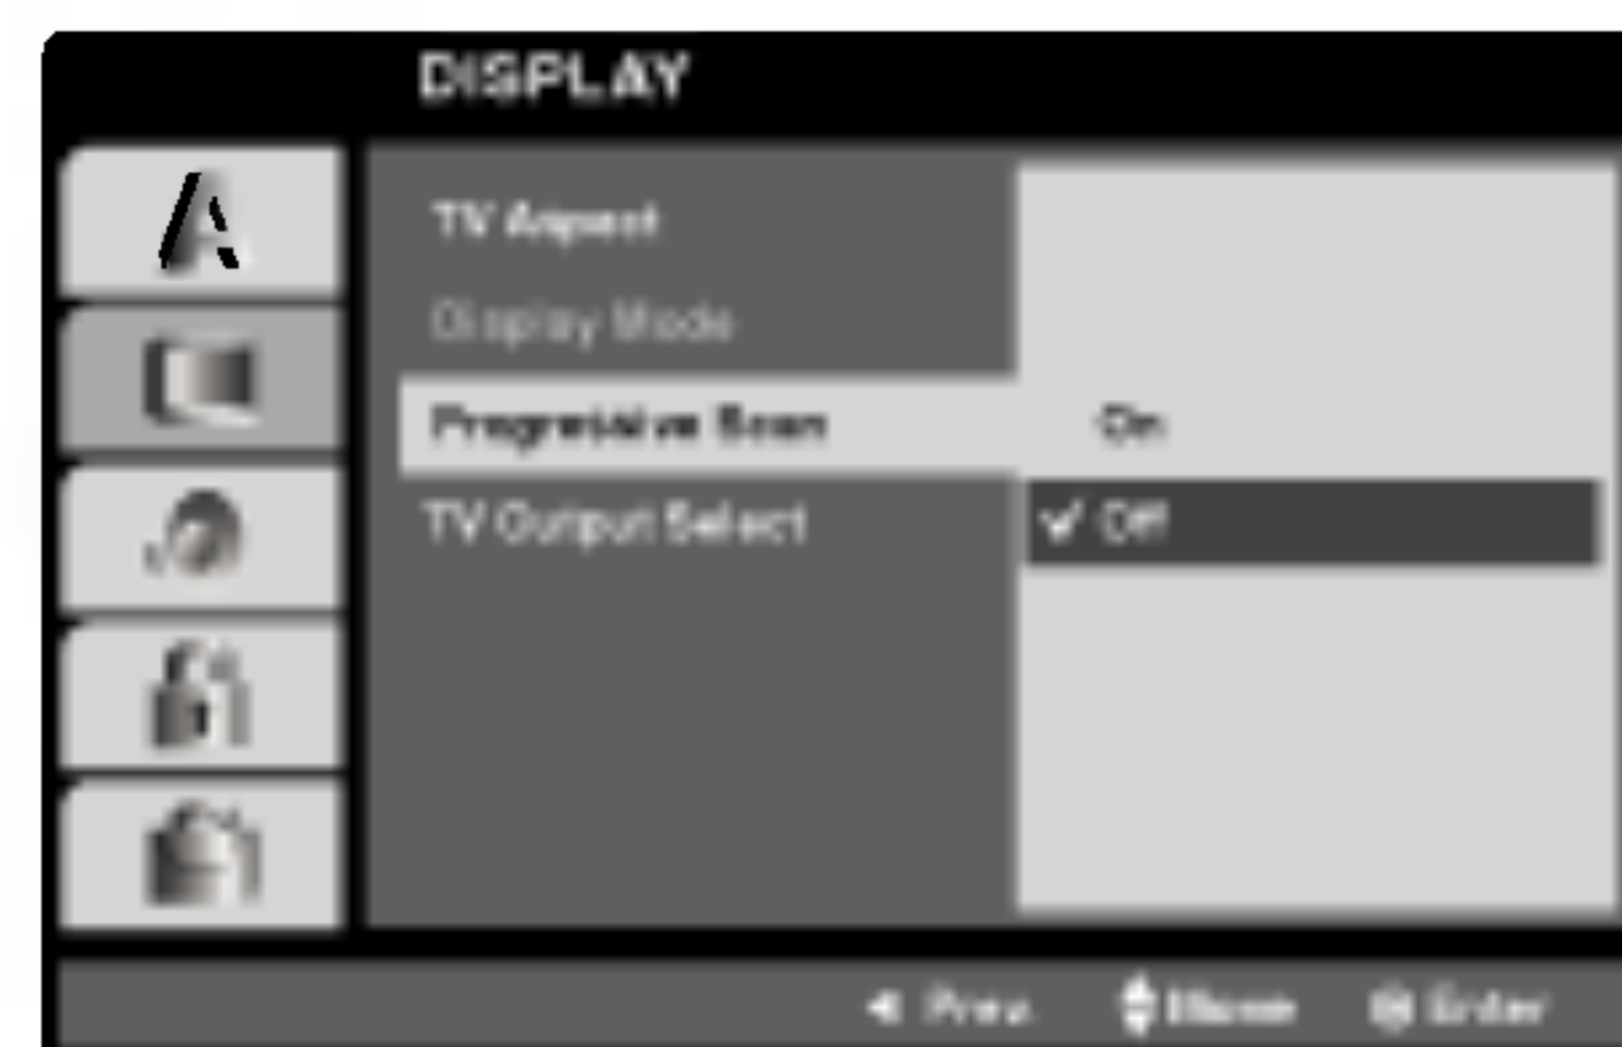 DISPLAY
TV Aspect
Display Mode
Progressive Scan On
TV Output Select ✓ Off
◄ Prev. Move Enter